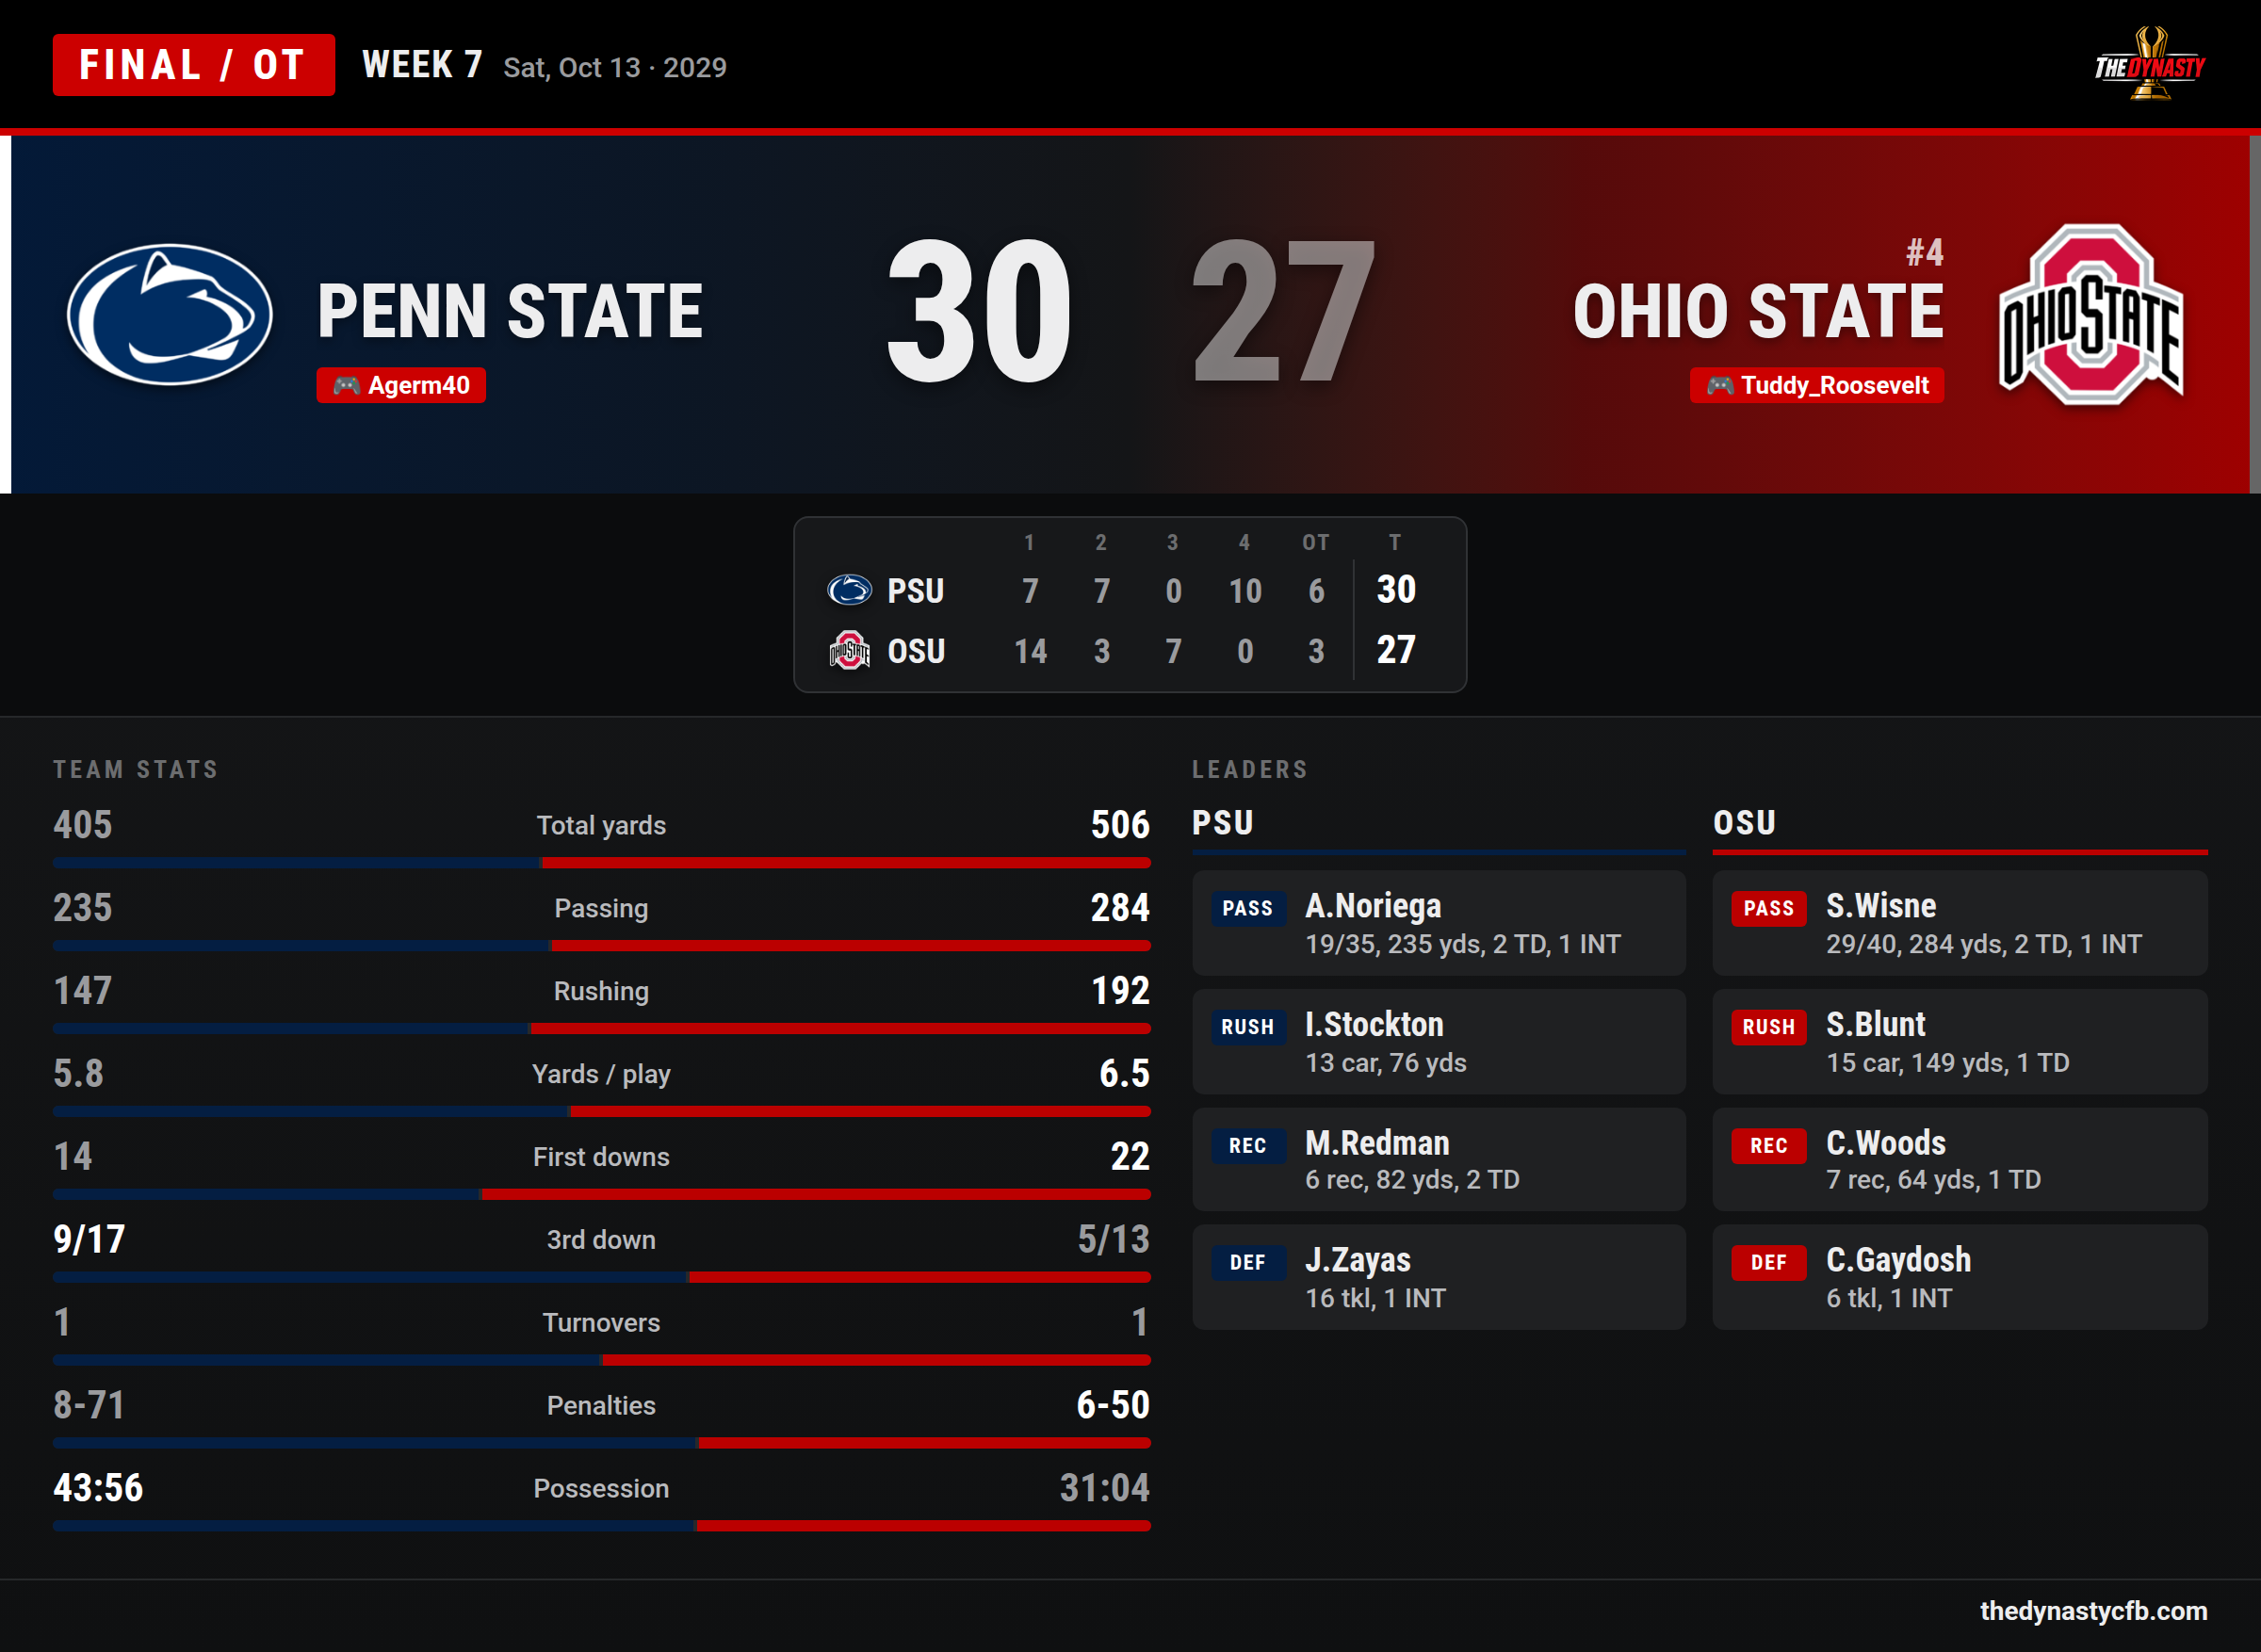 FINAL / OT WEEK 7 Sat, Oct 13 · 2029
THE DYNASTY
#4
PENN STATE 30 27 OHIO STATE
OHIO STATE
🎮 Agerm40 🎮 Tuddy_Roosevelt
1 2 3 4 OT T
PSU 7 7 0 10 6 30
OHIO STATE OSU 14 3 7 0 3 27
TEAM STATS
405 Total yards 506
235 Passing 284
147 Rushing 192
5.8 Yards / play 6.5
14 First downs 22
9/17 3rd down 5/13
1 Turnovers 1
8-71 Penalties 6-50
43:56 Possession 31:04
LEADERS
PSU
PASS A.Noriega
19/35, 235 yds, 2 TD, 1 INT
RUSH I.Stockton
13 car, 76 yds
REC M.Redman
6 rec, 82 yds, 2 TD
DEF J.Zayas
16 tkl, 1 INT
OSU
PASS S.Wisne
29/40, 284 yds, 2 TD, 1 INT
RUSH S.Blunt
15 car, 149 yds, 1 TD
REC C.Woods
7 rec, 64 yds, 1 TD
DEF C.Gaydosh
6 tkl, 1 INT
thedynastycfb.com